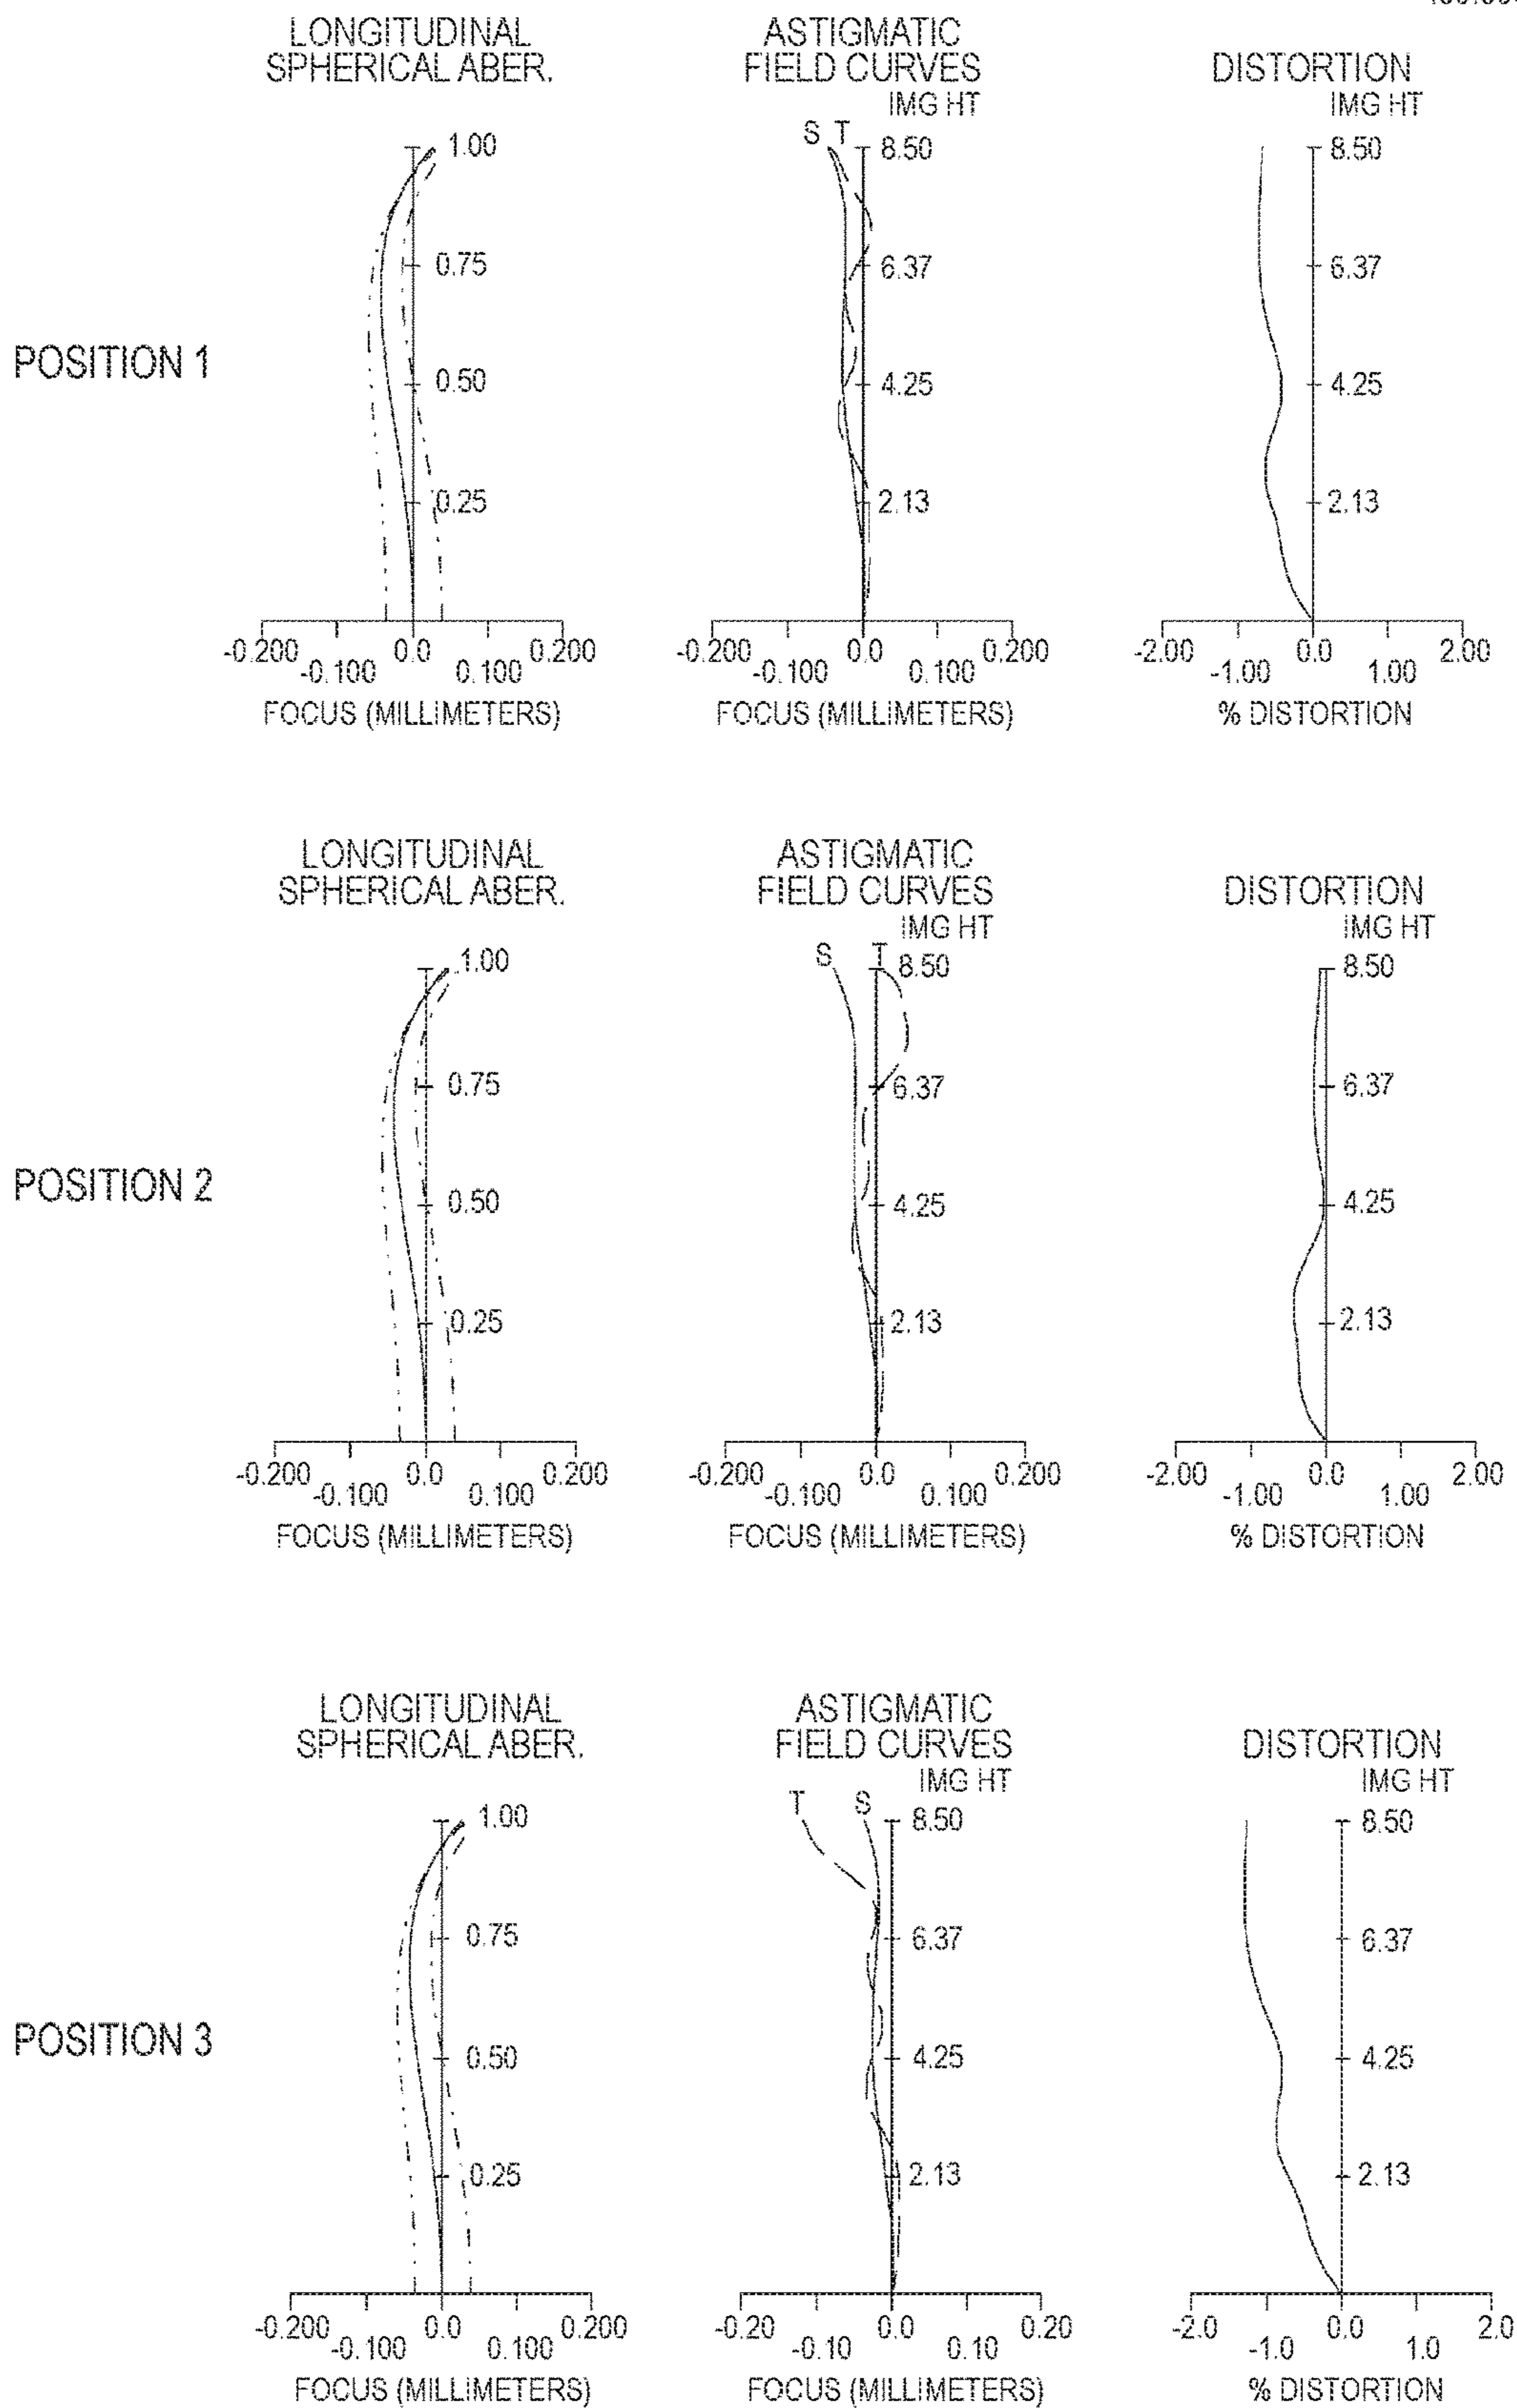 LONGITUDINAL
SPHERICAL ABER.
ASTIGMATIC
FIELD CURVES
IMG HT
DISTORTION
IMG HT
POSITION 1
1.00
0.75
0.50
0.25
-0.200 -0.100 0.0 0.100 0.200
FOCUS (MILLIMETERS)
S T
8.50
6.37
4.25
2.13
-0.200 -0.100 0.0 0.100 0.200
FOCUS (MILLIMETERS)
8.50
6.37
4.25
2.13
-2.00 -1.00 0.0 1.00 2.00
% DISTORTION
LONGITUDINAL
SPHERICAL ABER.
ASTIGMATIC
FIELD CURVES
IMG HT
DISTORTION
IMG HT
POSITION 2
1.00
0.75
0.50
0.25
-0.200 -0.100 0.0 0.100 0.200
FOCUS (MILLIMETERS)
S T
8.50
6.37
4.25
2.13
-0.200 -0.100 0.0 0.100 0.200
FOCUS (MILLIMETERS)
8.50
6.37
4.25
2.13
-2.00 -1.00 0.0 1.00 2.00
% DISTORTION
LONGITUDINAL
SPHERICAL ABER.
ASTIGMATIC
FIELD CURVES
IMG HT
DISTORTION
IMG HT
POSITION 3
1.00
0.75
0.50
0.25
-0.200 -0.100 0.0 0.100 0.200
FOCUS (MILLIMETERS)
T S
8.50
6.37
4.25
2.13
-0.20 -0.10 0.0 0.10 0.20
FOCUS (MILLIMETERS)
8.50
6.37
4.25
2.13
-2.0 -1.0 0.0 1.0 2.0
% DISTORTION